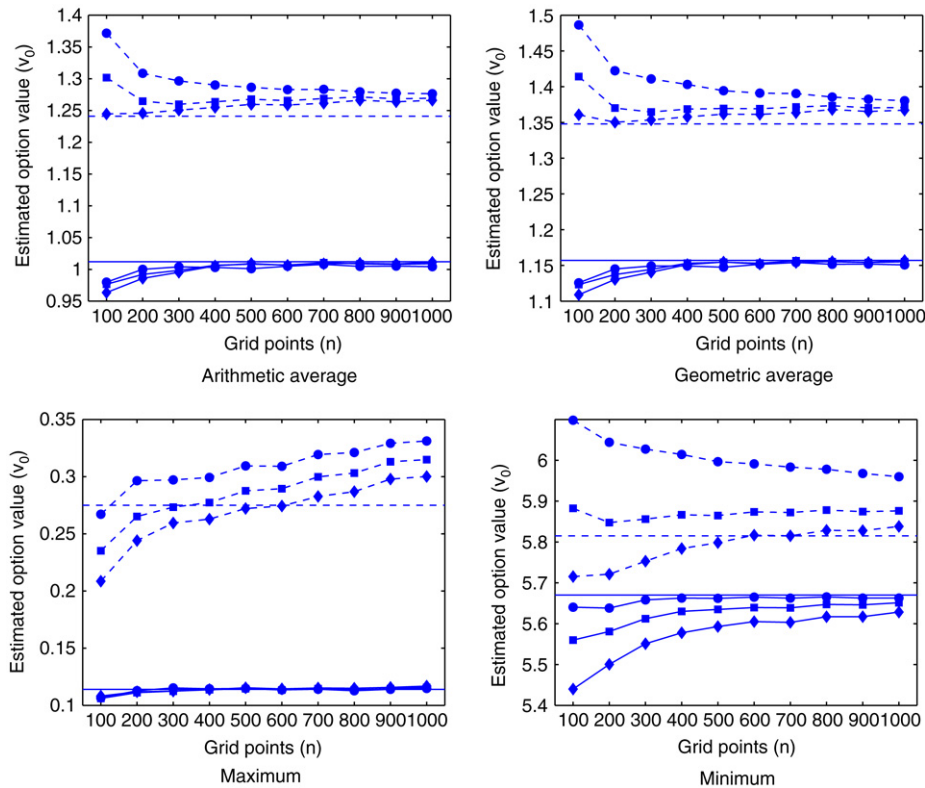 1.4
1.35
1.3
1.25
1.2
1.15
1.1
1.05
1
0.95
Estimated option value (v0)
100 200 300 400 500 600 700 800 9001000
Grid points (n)
Arithmetic average
1.5
1.45
1.4
1.35
1.3
1.25
1.2
1.15
1.1
Estimated option value (v0)
100 200 300 400 500 600 700 800 9001000
Grid points (n)
Geometric average
0.35
0.3
0.25
0.2
0.15
0.1
Estimated option value (v0)
100 200 300 400 500 600 700 800 9001000
Grid points (n)
Maximum
6
5.9
5.8
5.7
5.6
5.5
5.4
Estimated option value (v0)
100 200 300 400 500 600 700 800 9001000
Grid points (n)
Minimum